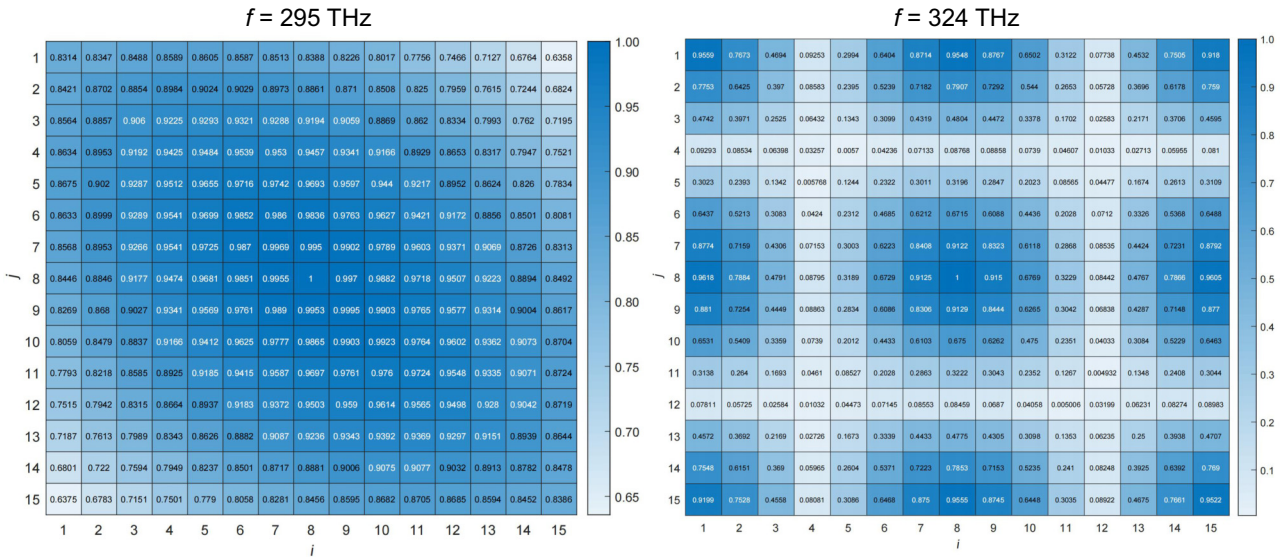 f = 295 THz
1 0.8314 0.8347 0.8488 0.8589 0.8605 0.8587 0.8513 0.8388 0.8226 0.8017 0.7756 0.7466 0.7127 0.6764 0.6358
2 0.8421 0.8702 0.8854 0.8984 0.9024 0.9029 0.8973 0.8861 0.871 0.8508 0.825 0.7959 0.7615 0.7244 0.6824
3 0.8564 0.8857 0.906 0.9225 0.9293 0.9321 0.9288 0.9194 0.9059 0.8869 0.862 0.8334 0.7993 0.762 0.7195
4 0.8634 0.8953 0.9192 0.9425 0.9484 0.9539 0.953 0.9457 0.9341 0.9166 0.8929 0.8653 0.8317 0.7947 0.7521
5 0.8675 0.902 0.9287 0.9512 0.9655 0.9716 0.9742 0.9693 0.9597 0.944 0.9217 0.8952 0.8624 0.826 0.7834
6 0.8633 0.8999 0.9289 0.9541 0.9699 0.9852 0.986 0.9836 0.9763 0.9627 0.9421 0.9172 0.8856 0.8501 0.8081
7 0.8568 0.8953 0.9266 0.9541 0.9725 0.987 0.9969 0.995 0.9902 0.9789 0.9603 0.9371 0.9069 0.8726 0.8313
8 0.8446 0.8846 0.9177 0.9474 0.9681 0.9851 0.9955 1 0.997 0.9882 0.9718 0.9507 0.9223 0.8894 0.8492
9 0.8269 0.868 0.9027 0.9341 0.9569 0.9761 0.989 0.9953 0.9995 0.9903 0.9765 0.9577 0.9314 0.9004 0.8617
10 0.8059 0.8479 0.8837 0.9166 0.9412 0.9625 0.9777 0.9865 0.9903 0.9923 0.9764 0.9602 0.9362 0.9073 0.8704
11 0.7793 0.8218 0.8585 0.8925 0.9185 0.9415 0.9587 0.9697 0.9761 0.976 0.9724 0.9548 0.9335 0.9071 0.8724
12 0.7515 0.7942 0.8315 0.8664 0.8937 0.9183 0.9372 0.9503 0.959 0.9614 0.9565 0.9498 0.928 0.9042 0.8719
13 0.7187 0.7613 0.7989 0.8343 0.8626 0.8882 0.9087 0.9236 0.9343 0.9392 0.9369 0.9297 0.9151 0.8939 0.8644
14 0.6801 0.722 0.7594 0.7949 0.8237 0.8501 0.8717 0.8881 0.9006 0.9075 0.9077 0.9032 0.8913 0.8782 0.8478
15 0.6375 0.6783 0.7151 0.7501 0.779 0.8058 0.8281 0.8456 0.8595 0.8682 0.8705 0.8685 0.8594 0.8452 0.8386
1 2 3 4 5 6 7 8 9 10 11 12 13 14 15
i
j
1.00
0.95
0.90
0.85
0.80
0.75
0.70
0.65
f = 324 THz
1 0.9559 0.7673 0.4694 0.09253 0.2994 0.6404 0.8714 0.9548 0.8767 0.6502 0.3122 0.07738 0.4532 0.7505 0.918
2 0.7753 0.6425 0.397 0.08583 0.2395 0.5239 0.7182 0.7907 0.7292 0.544 0.2653 0.05728 0.3696 0.6178 0.759
3 0.4742 0.3971 0.2525 0.06432 0.1343 0.3099 0.4319 0.4804 0.4472 0.3378 0.1702 0.02583 0.2171 0.3706 0.4595
4 0.09293 0.08534 0.06398 0.03257 0.0057 0.04236 0.07133 0.08768 0.08858 0.0739 0.04607 0.01033 0.02713 0.05955 0.081
5 0.3023 0.2393 0.1342 0.005768 0.1244 0.2322 0.3011 0.3196 0.2847 0.2023 0.08565 0.04477 0.1674 0.2613 0.3109
6 0.6437 0.5213 0.3083 0.0424 0.2312 0.4685 0.6212 0.6715 0.6088 0.4436 0.2028 0.0712 0.3326 0.5368 0.6488
7 0.8774 0.7159 0.4306 0.07153 0.3003 0.6223 0.8408 0.9122 0.8323 0.6118 0.2868 0.08535 0.4424 0.7231 0.8792
8 0.9618 0.7884 0.4791 0.08795 0.3189 0.6729 0.9125 1 0.915 0.6769 0.3229 0.08442 0.4767 0.7866 0.9605
9 0.881 0.7254 0.4449 0.08863 0.2834 0.6086 0.8306 0.9129 0.8444 0.6265 0.3042 0.06838 0.4287 0.7148 0.877
10 0.6531 0.5409 0.3359 0.0739 0.2012 0.4433 0.6103 0.675 0.6262 0.475 0.2351 0.04033 0.3084 0.5229 0.6463
11 0.3138 0.264 0.1693 0.0461 0.08527 0.2028 0.2863 0.3222 0.3043 0.2352 0.1267 0.004932 0.1348 0.2408 0.3044
12 0.07811 0.05725 0.02584 0.01032 0.04473 0.07145 0.08553 0.08459 0.0687 0.04058 0.005006 0.03199 0.06231 0.08274 0.08983
13 0.4572 0.3692 0.2169 0.02726 0.1673 0.3339 0.4433 0.4775 0.4305 0.3098 0.1353 0.06235 0.25 0.3938 0.4707
14 0.7548 0.6151 0.369 0.05965 0.2604 0.5371 0.7223 0.7853 0.7153 0.5235 0.241 0.08248 0.3925 0.6392 0.769
15 0.9199 0.7528 0.4558 0.08081 0.3086 0.6468 0.875 0.9555 0.8745 0.6448 0.3035 0.08922 0.4675 0.7661 0.9522
1 2 3 4 5 6 7 8 9 10 11 12 13 14 15
i
j
1.0
0.9
0.8
0.7
0.6
0.5
0.4
0.3
0.2
0.1